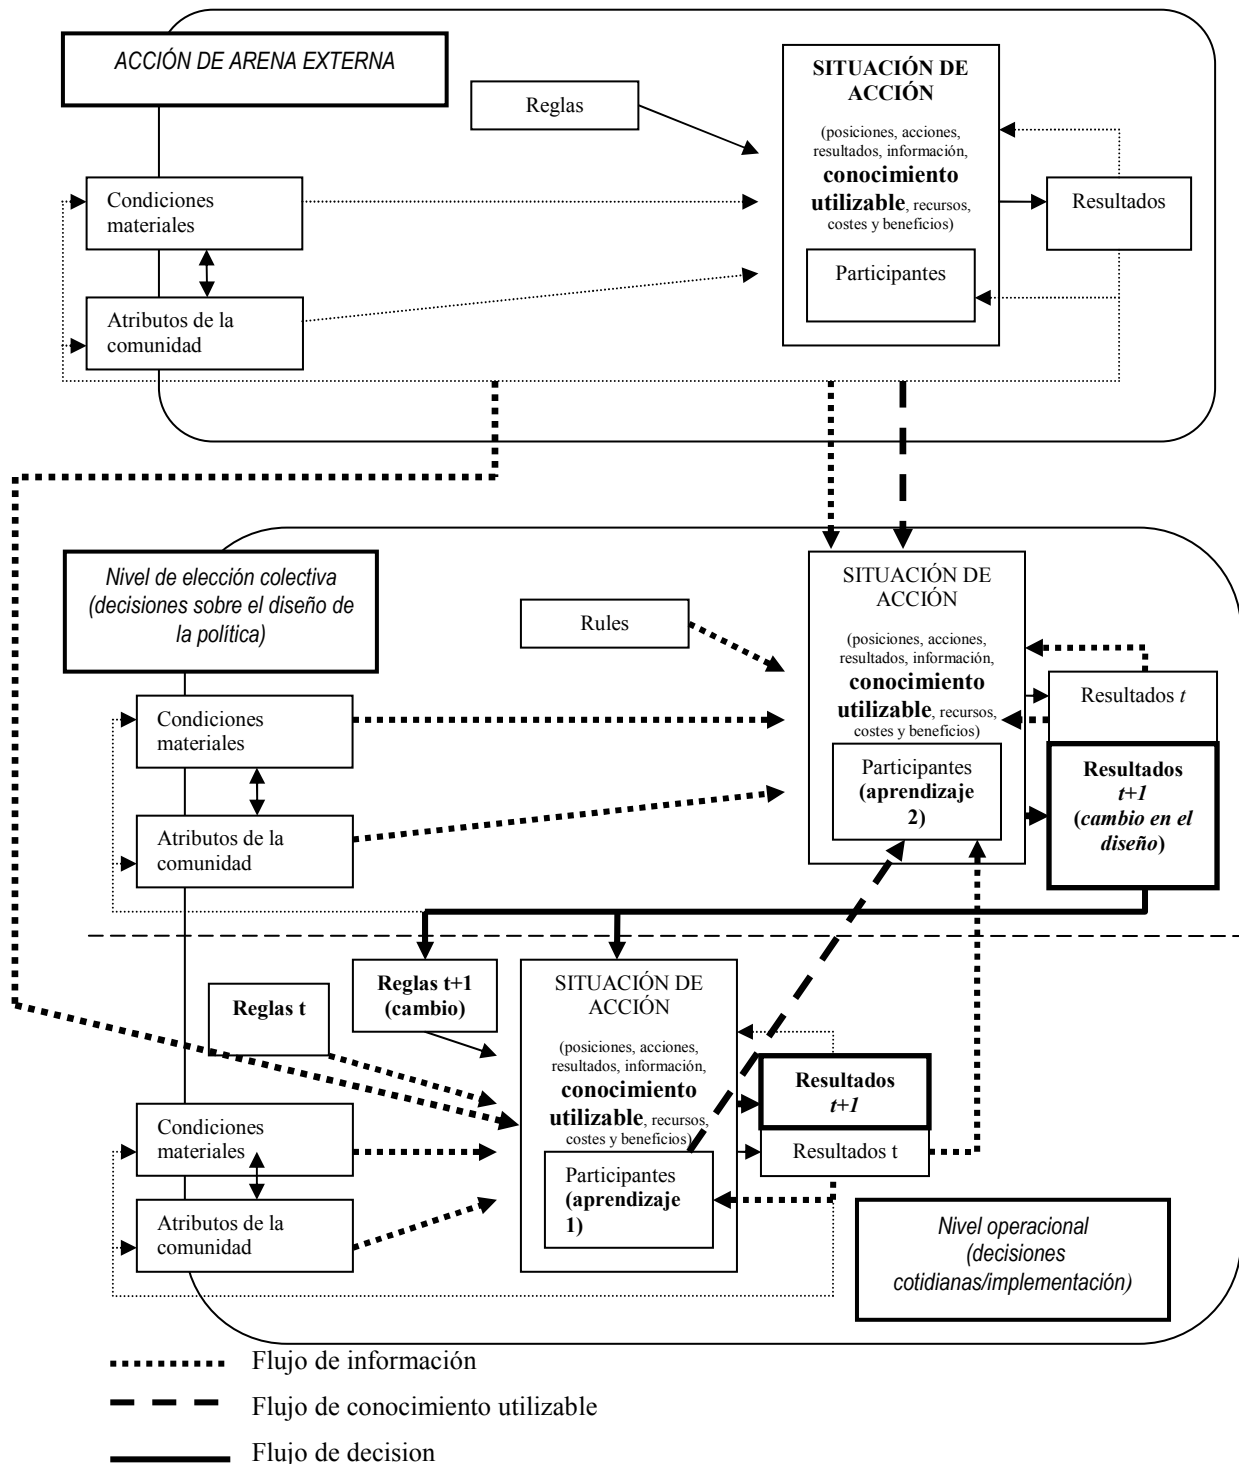 ACCIÓN DE ARENA EXTERNA
Reglas
SITUACIÓN DE
ACCIÓN
(posiciones, acciones,
resultados, información,
conocimiento
utilizable, recursos,
costes y beneficios)
Participantes
Resultados
Condiciones
materiales
Atributos de la
comunidad
Nivel de elección colectiva
(decisiones sobre el diseño de
la política)
Rules
SITUACIÓN DE
ACCIÓN
(posiciones, acciones,
resultados, información,
conocimiento
utilizable, recursos,
costes y beneficios)
Participantes
(aprendizaje
2)
Resultados t
Resultados
t+1
(cambio en el
diseño)
Condiciones
materiales
Atributos de la
comunidad
Reglas t
Reglas t+1
(cambio)
SITUACIÓN DE
ACCIÓN
(posiciones, acciones,
resultados, información,
conocimiento
utilizable, recursos,
costes y beneficios)
Participantes
(aprendizaje
1)
Resultados
t+1
Resultados t
Condiciones
materiales
Atributos de la
comunidad
Nivel operacional
(decisiones
cotidianas/implementación)
Flujo de información
Flujo de conocimiento utilizable
Flujo de decision